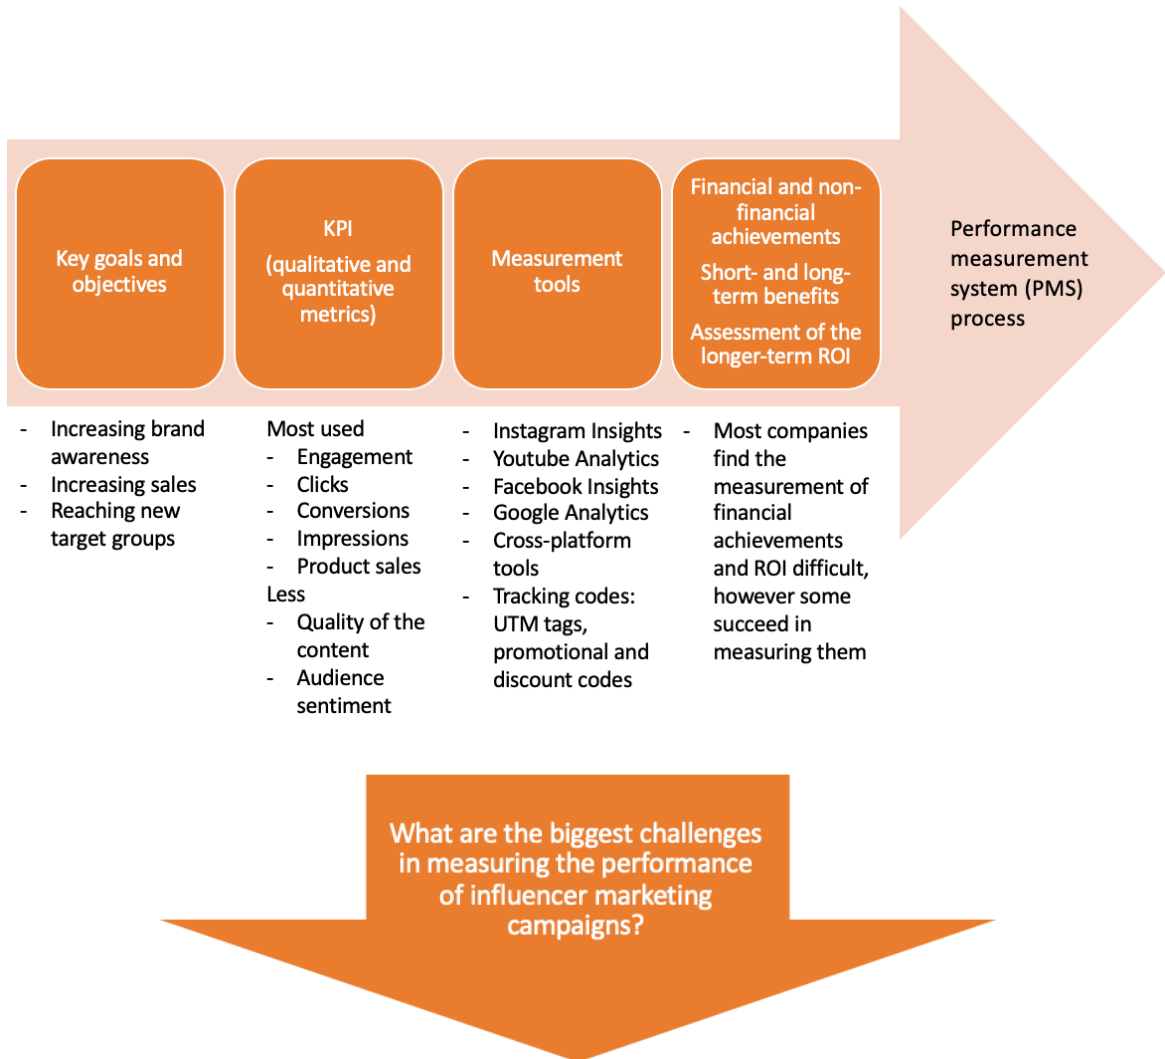 Key goals and
objectives
KPI
(qualitative and
quantitative
metrics)
Measurement
tools
Financial and non-
financial
achievements
Short- and long-
term benefits
Assessment of the
longer-term ROI
Performance
measurement
system (PMS)
process
- Increasing brand
awareness
- Increasing sales
- Reaching new
target groups
Most used
- Engagement
- Clicks
- Conversions
- Impressions
- Product sales
Less
- Quality of the
content
- Audience
sentiment
- Instagram Insights
- Youtube Analytics
- Facebook Insights
- Google Analytics
- Cross-platform
tools
- Tracking codes:
UTM tags,
promotional and
discount codes
- Most companies
find the
measurement of
financial
achievements
and ROI difficult,
however some
succeed in
measuring them
What are the biggest challenges
in measuring the performance
of influencer marketing
campaigns?